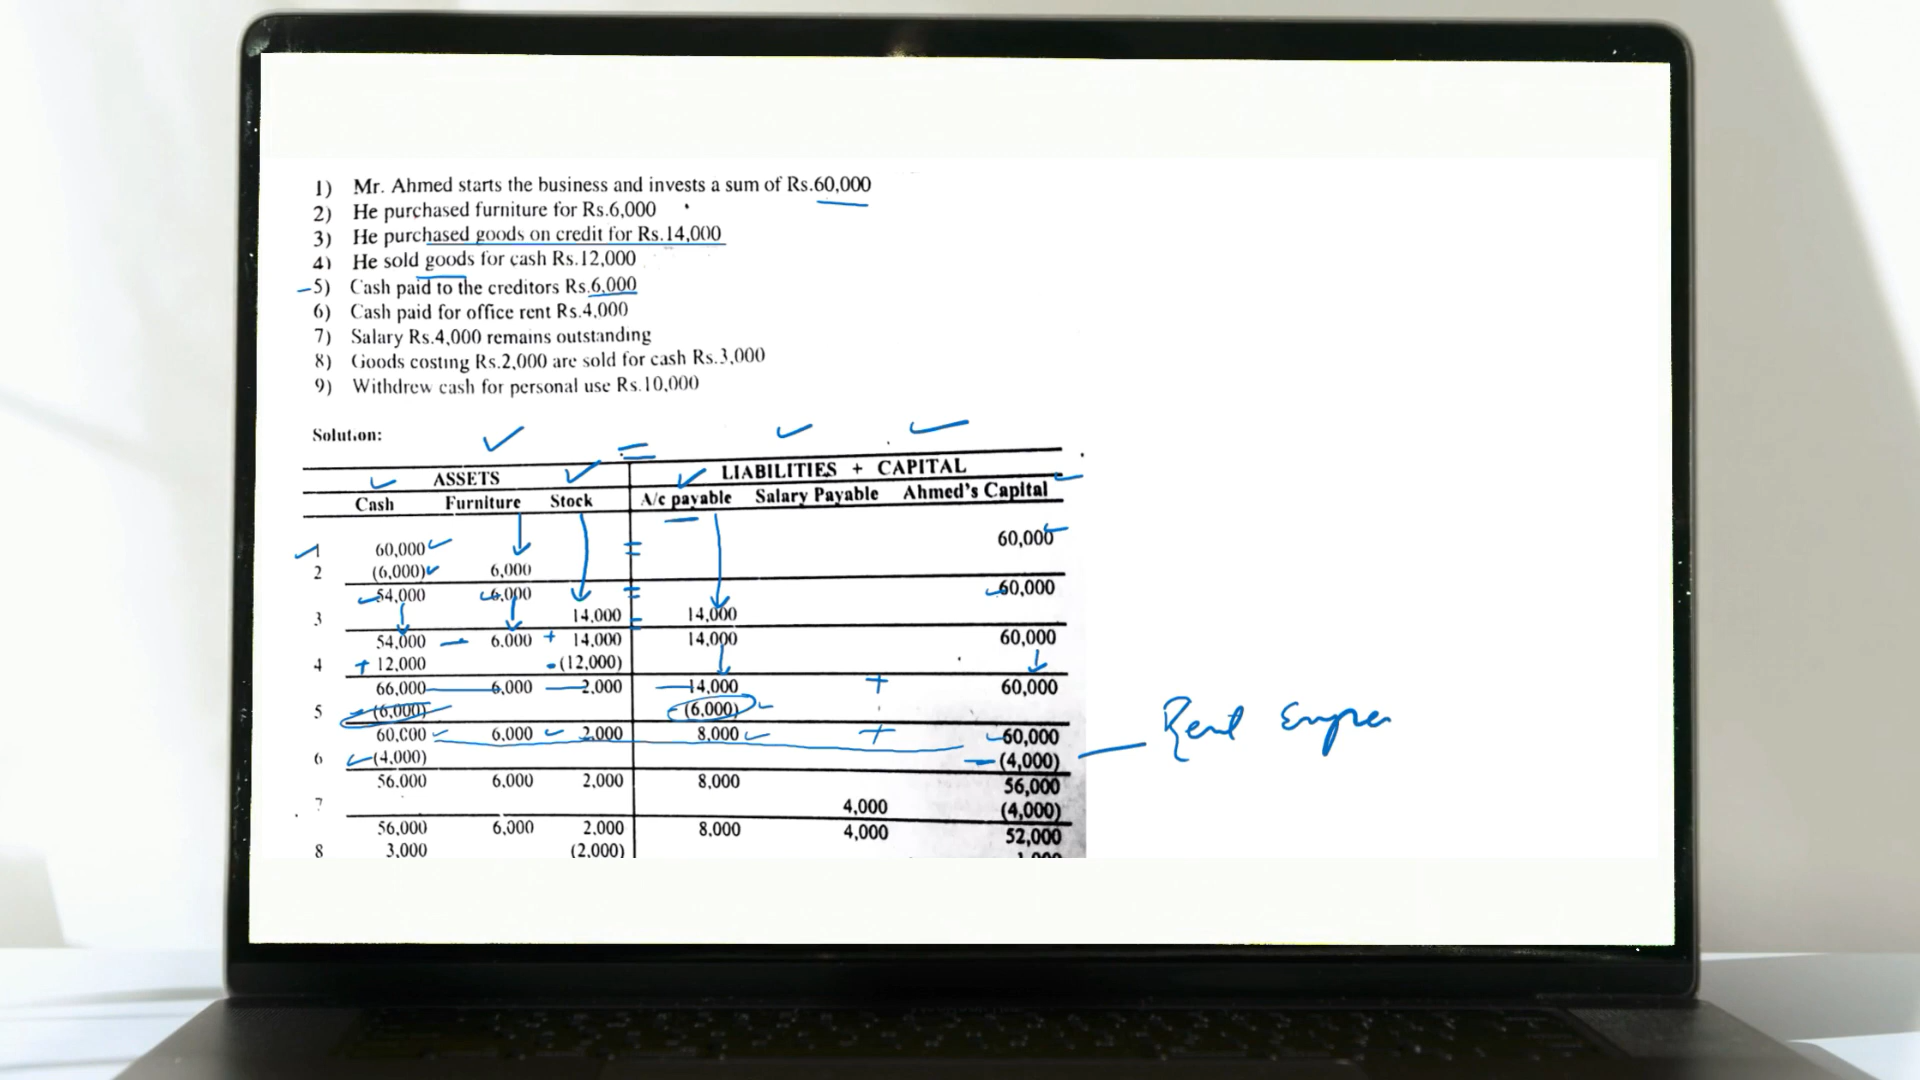 1) Mr. Ahmed starts the business and invests a sum of Rs.60,000
2) He purchased furniture for Rs.6,000
3) He purchased goods on credit for Rs.14,000
4) He sold goods for cash Rs.12,000
5) Cash paid to the creditors Rs.6,000
6) Cash paid for office rent Rs.4,000
7) Salary Rs.4,000 remains outstanding
8) Goods costing Rs.2,000 are sold for cash Rs.3,000
9) Withdrew cash for personal use Rs.10,000
Solution:
ASSETS = LIABILITIES + CAPITAL
Cash Furniture Stock A/c payable Salary Payable Ahmed's Capital
1 60,000 = 60,000
2 (6,000) 6,000
54,000 6,000 = 60,000
3 14,000 = 14,000
54,000 6,000 + 14,000 14,000 60,000
4 + 12,000 (12,000)
66,000 6,000 2,000 14,000 + 60,000
5 (6,000) (6,000)
60,000 6,000 2,000 8,000 + 60,000
6 (4,000) (4,000) Rent
56,000 6,000 2,000 8,000 56,000
7 4,000 (4,000)
56,000 6,000 2,000 8,000 4,000 52,000
8 3,000 (2,000)